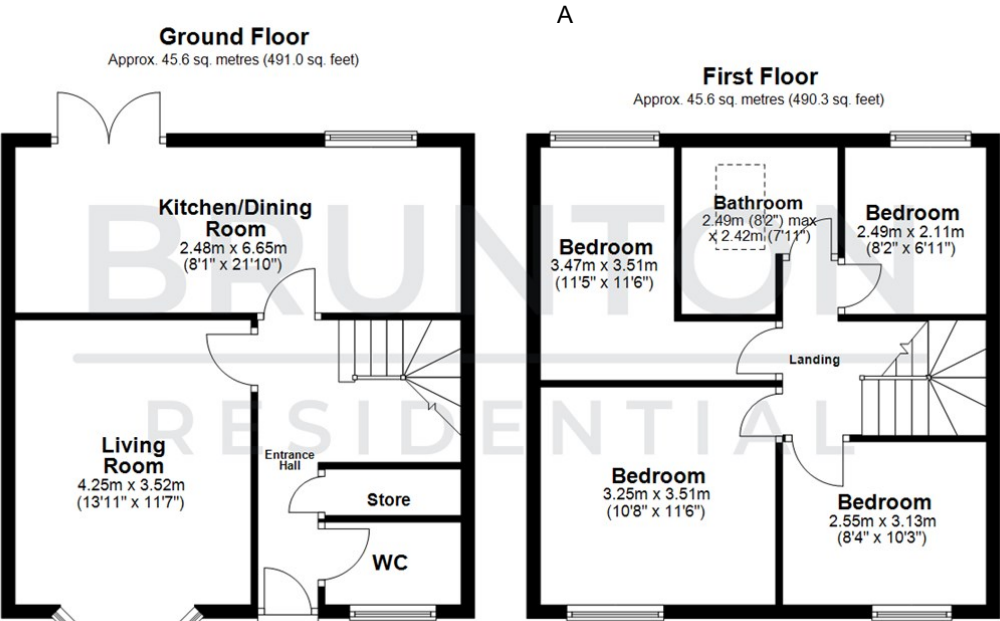 A
Ground Floor
Approx. 45.6 sq. metres (491.0 sq. feet)
Kitchen/Dining
Room
2.48m x 6.65m
(8'1" x 21'10")
Living
Room
4.25m x 3.52m
(13'11" x 11'7")
Entrance
Hall
Store
WC
First Floor
Approx. 45.6 sq. metres (490.3 sq. feet)
Bedroom
3.47m x 3.51m
(11'5" x 11'6")
Bathroom
2.49m (8'2") max
x 2.42m (7'11")
Bedroom
2.49m x 2.11m
(8'2" x 6'11")
Landing
Bedroom
3.25m x 3.51m
(10'8" x 11'6")
Bedroom
2.55m x 3.13m
(8'4" x 10'3")
BRUNTON
RESIDENTIAL